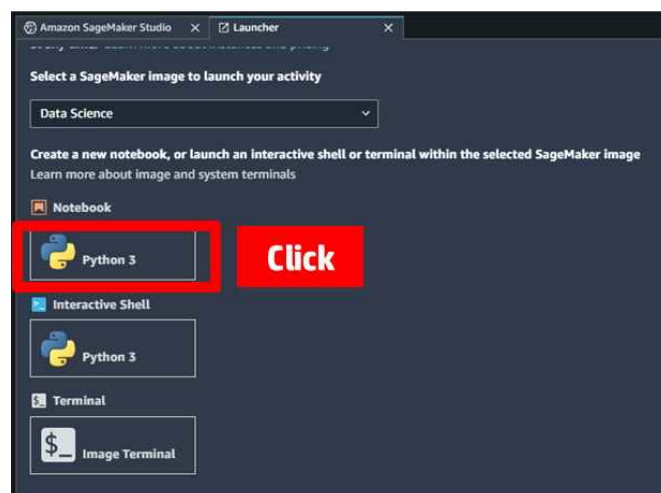 Amazon SageMaker Studio
Launcher
Select a SageMaker image to launch your activity
Data Science
Create a new notebook, or launch an interactive shell or terminal within the selected SageMaker image
Learn more about image and system terminals
Notebook
Python 3
Click
Interactive Shell
Python 3
$_ Terminal
$_
Image Terminal